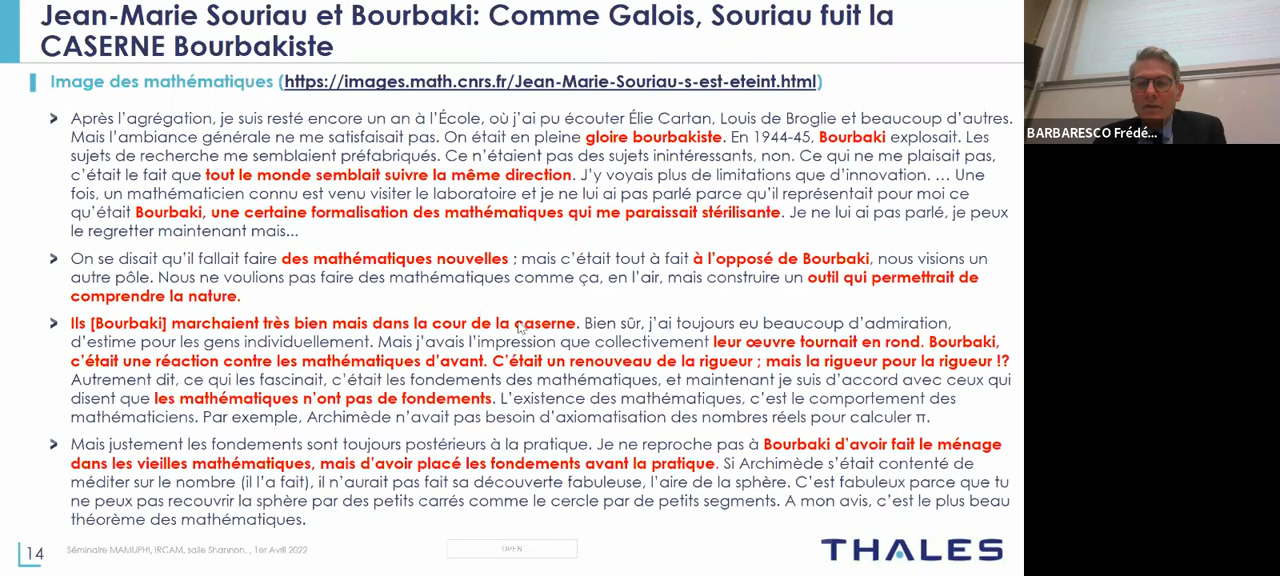 Jean-Marie Souriau et Bourbaki: Comme Galois, Souriau fuit la
CASERNE Bourbakiste
Image des mathématiques (https://images.math.cnrs.fr/Jean-Marie-Souriau-s-est-eteint.html)
Après l'agrégation, je suis resté encore un an à l'École, où j'ai pu écouter Élie Cartan, Louis de Broglie et beaucoup d'autres.
Mais l'ambiance générale ne me satisfaisait pas. On était en pleine gloire bourbakiste. En 1944-45, Bourbaki explosait. Les
sujets de recherche me semblaient préfabriqués. Ce n'étaient pas des sujets inintéressants, non. Ce qui ne me plaisait pas,
c'était le fait que tout le monde semblait suivre la même direction. J'y voyais plus de limitations que d'innovation. … Une
fois, un mathématicien connu est venu visiter le laboratoire et je ne lui ai pas parlé parce qu'il représentait pour moi ce
qu'était Bourbaki, une certaine formalisation des mathématiques qui me paraissait stérilisante. Je ne lui ai pas parlé, je peux
le regretter maintenant mais...
On se disait qu'il fallait faire des mathématiques nouvelles ; mais c'était tout à fait à l'opposé de Bourbaki, nous visions un
autre pôle. Nous ne voulions pas faire des mathématiques comme ça, en l'air, mais construire un outil qui permettrait de
comprendre la nature.
Ils [Bourbaki] marchaient très bien mais dans la cour de la caserne. Bien sûr, j'ai toujours eu beaucoup d'admiration,
d'estime pour les gens individuellement. Mais j'avais l'impression que collectivement leur œuvre tournait en rond. Bourbaki,
c'était une réaction contre les mathématiques d'avant. C'était un renouveau de la rigueur ; mais la rigueur pour la rigueur !?
Autrement dit, ce qui les fascinait, c'était les fondements des mathématiques, et maintenant je suis d'accord avec ceux qui
disent que les mathématiques n'ont pas de fondements. L'existence des mathématiques, c'est le comportement des
mathématiciens. Par exemple, Archimède n'avait pas besoin d'axiomatisation des nombres réels pour calculer π.
Mais justement les fondements sont toujours postérieurs à la pratique. Je ne reproche pas à Bourbaki d'avoir fait le ménage
dans les vieilles mathématiques, mais d'avoir placé les fondements avant la pratique. Si Archimède s'était contenté de
méditer sur le nombre (il l'a fait), il n'aurait pas fait sa découverte fabuleuse, l'aire de la sphère. C'est fabuleux parce que tu
ne peux pas recouvrir la sphère par des petits carrés comme le cercle par de petits segments. A mon avis, c'est le plus beau
théorème des mathématiques.
14
Séminaire MAMUPHI, IRCAM, salle Shannon, , 1er Avril 2022
OPEN
THALES
BARBARESCO Frédé...